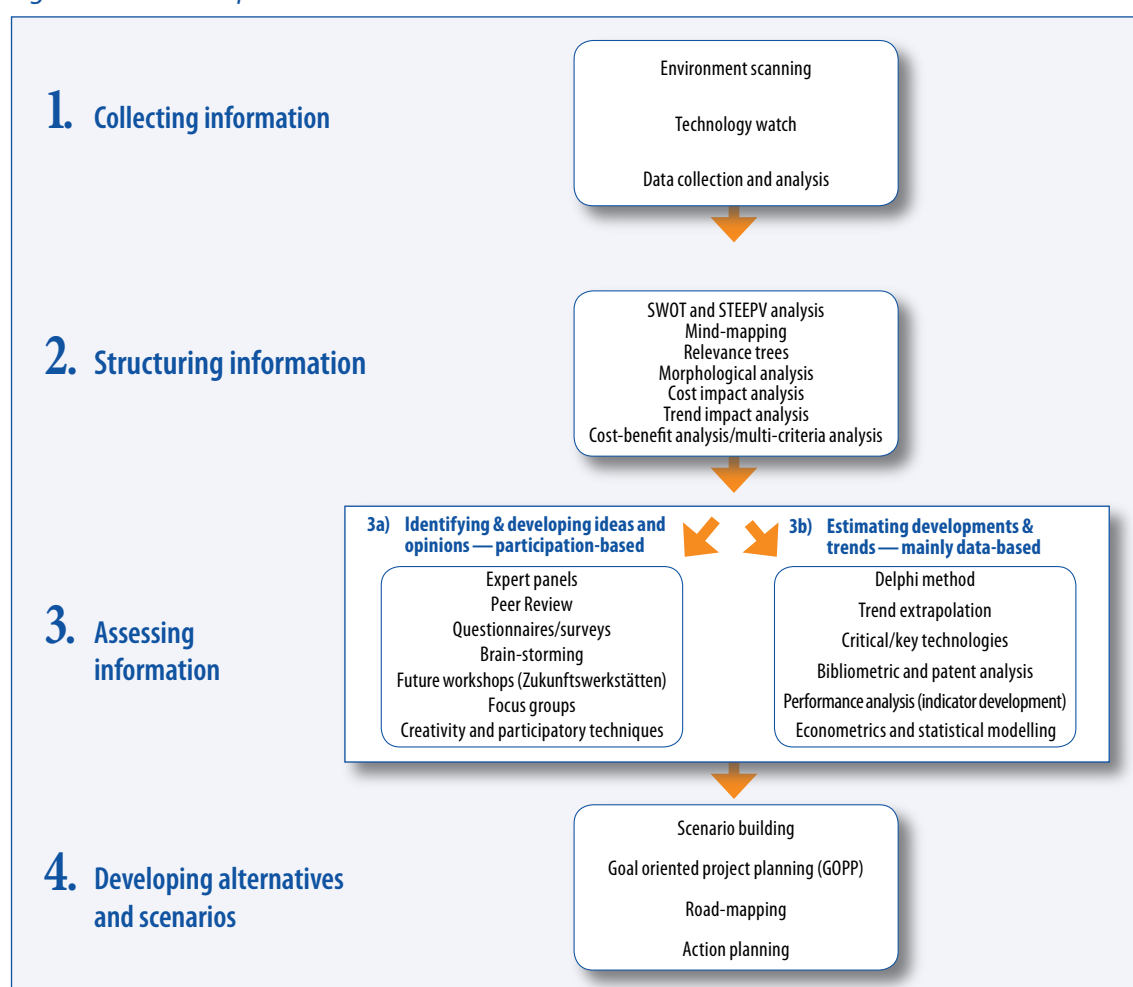 1. Collecting information
Environment scanning
Technology watch
Data collection and analysis
2. Structuring information
SWOT and STEEPV analysis
Mind-mapping
Relevance trees
Morphological analysis
Cost impact analysis
Trend impact analysis
Cost-benefit analysis/multi-criteria analysis
3. Assessing
information
3a) Identifying & developing ideas and
opinions — participation-based
Expert panels
Peer Review
Questionnaires/surveys
Brain-storming
Future workshops (Zukunftswerkstätten)
Focus groups
Creativity and participatory techniques
3b) Estimating developments &
trends — mainly data-based
Delphi method
Trend extrapolation
Critical/key technologies
Bibliometric and patent analysis
Performance analysis (indicator development)
Econometrics and statistical modelling
4. Developing alternatives
and scenarios
Scenario building
Goal oriented project planning (GOPP)
Road-mapping
Action planning